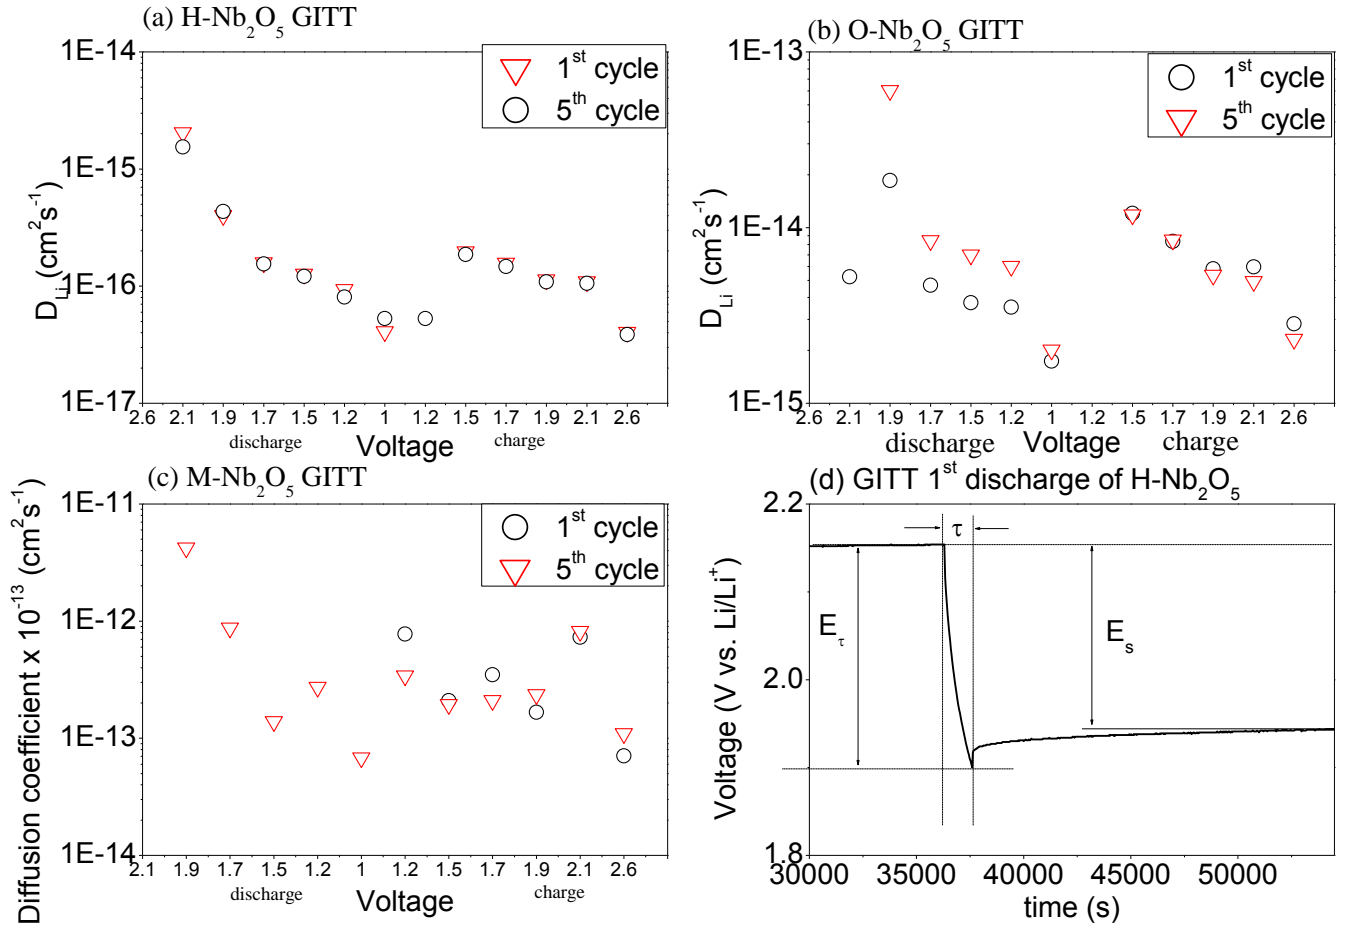 (a) H-Nb₂O₅ GITT
1E-14
1E-15
1E-16
1E-17
D_Li (cm²s⁻¹)
1ˢᵗ cycle
5ᵗʰ cycle
2.6 2.1 1.9 1.7 1.5 1.2 1 1.2 1.5 1.7 1.9 2.1 2.6
discharge Voltage charge
(b) O-Nb₂O₅ GITT
1E-13
1E-14
1E-15
D_Li (cm²s⁻¹)
1ˢᵗ cycle
5ᵗʰ cycle
2.6 2.1 1.9 1.7 1.5 1.2 1 1.2 1.5 1.7 1.9 2.1 2.6
discharge Voltage charge
(c) M-Nb₂O₅ GITT
1E-11
1E-12
1E-13
1E-14
Diffusion coefficient x 10⁻¹³ (cm²s⁻¹)
1ˢᵗ cycle
5ᵗʰ cycle
2.1 1.9 1.7 1.5 1.2 1 1.2 1.5 1.7 1.9 2.1 2.6
discharge Voltage charge
(d) GITT 1ˢᵗ discharge of H-Nb₂O₅
2.2
2.0
1.8
Voltage (V vs. Li/Li⁺)
τ
E_τ
E_s
30000 35000 40000 45000 50000
time (s)